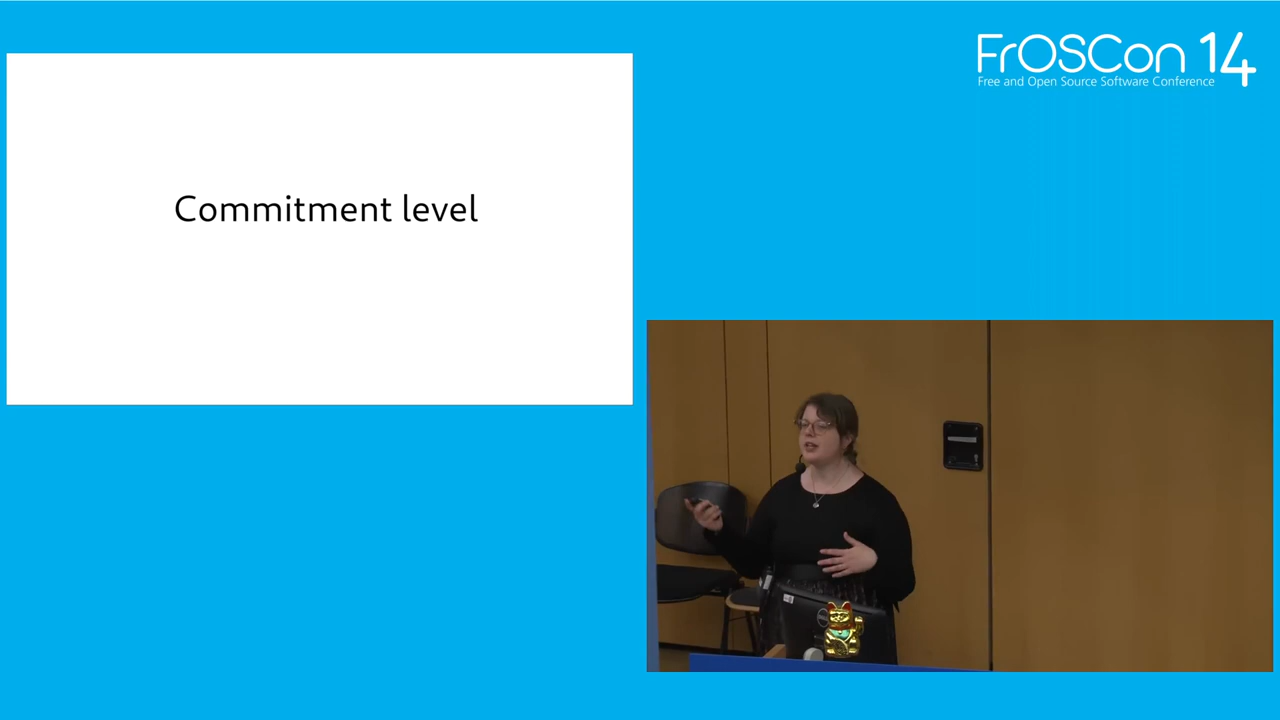 FrOSCon 14
Free and Open Source Software Conference
Commitment level